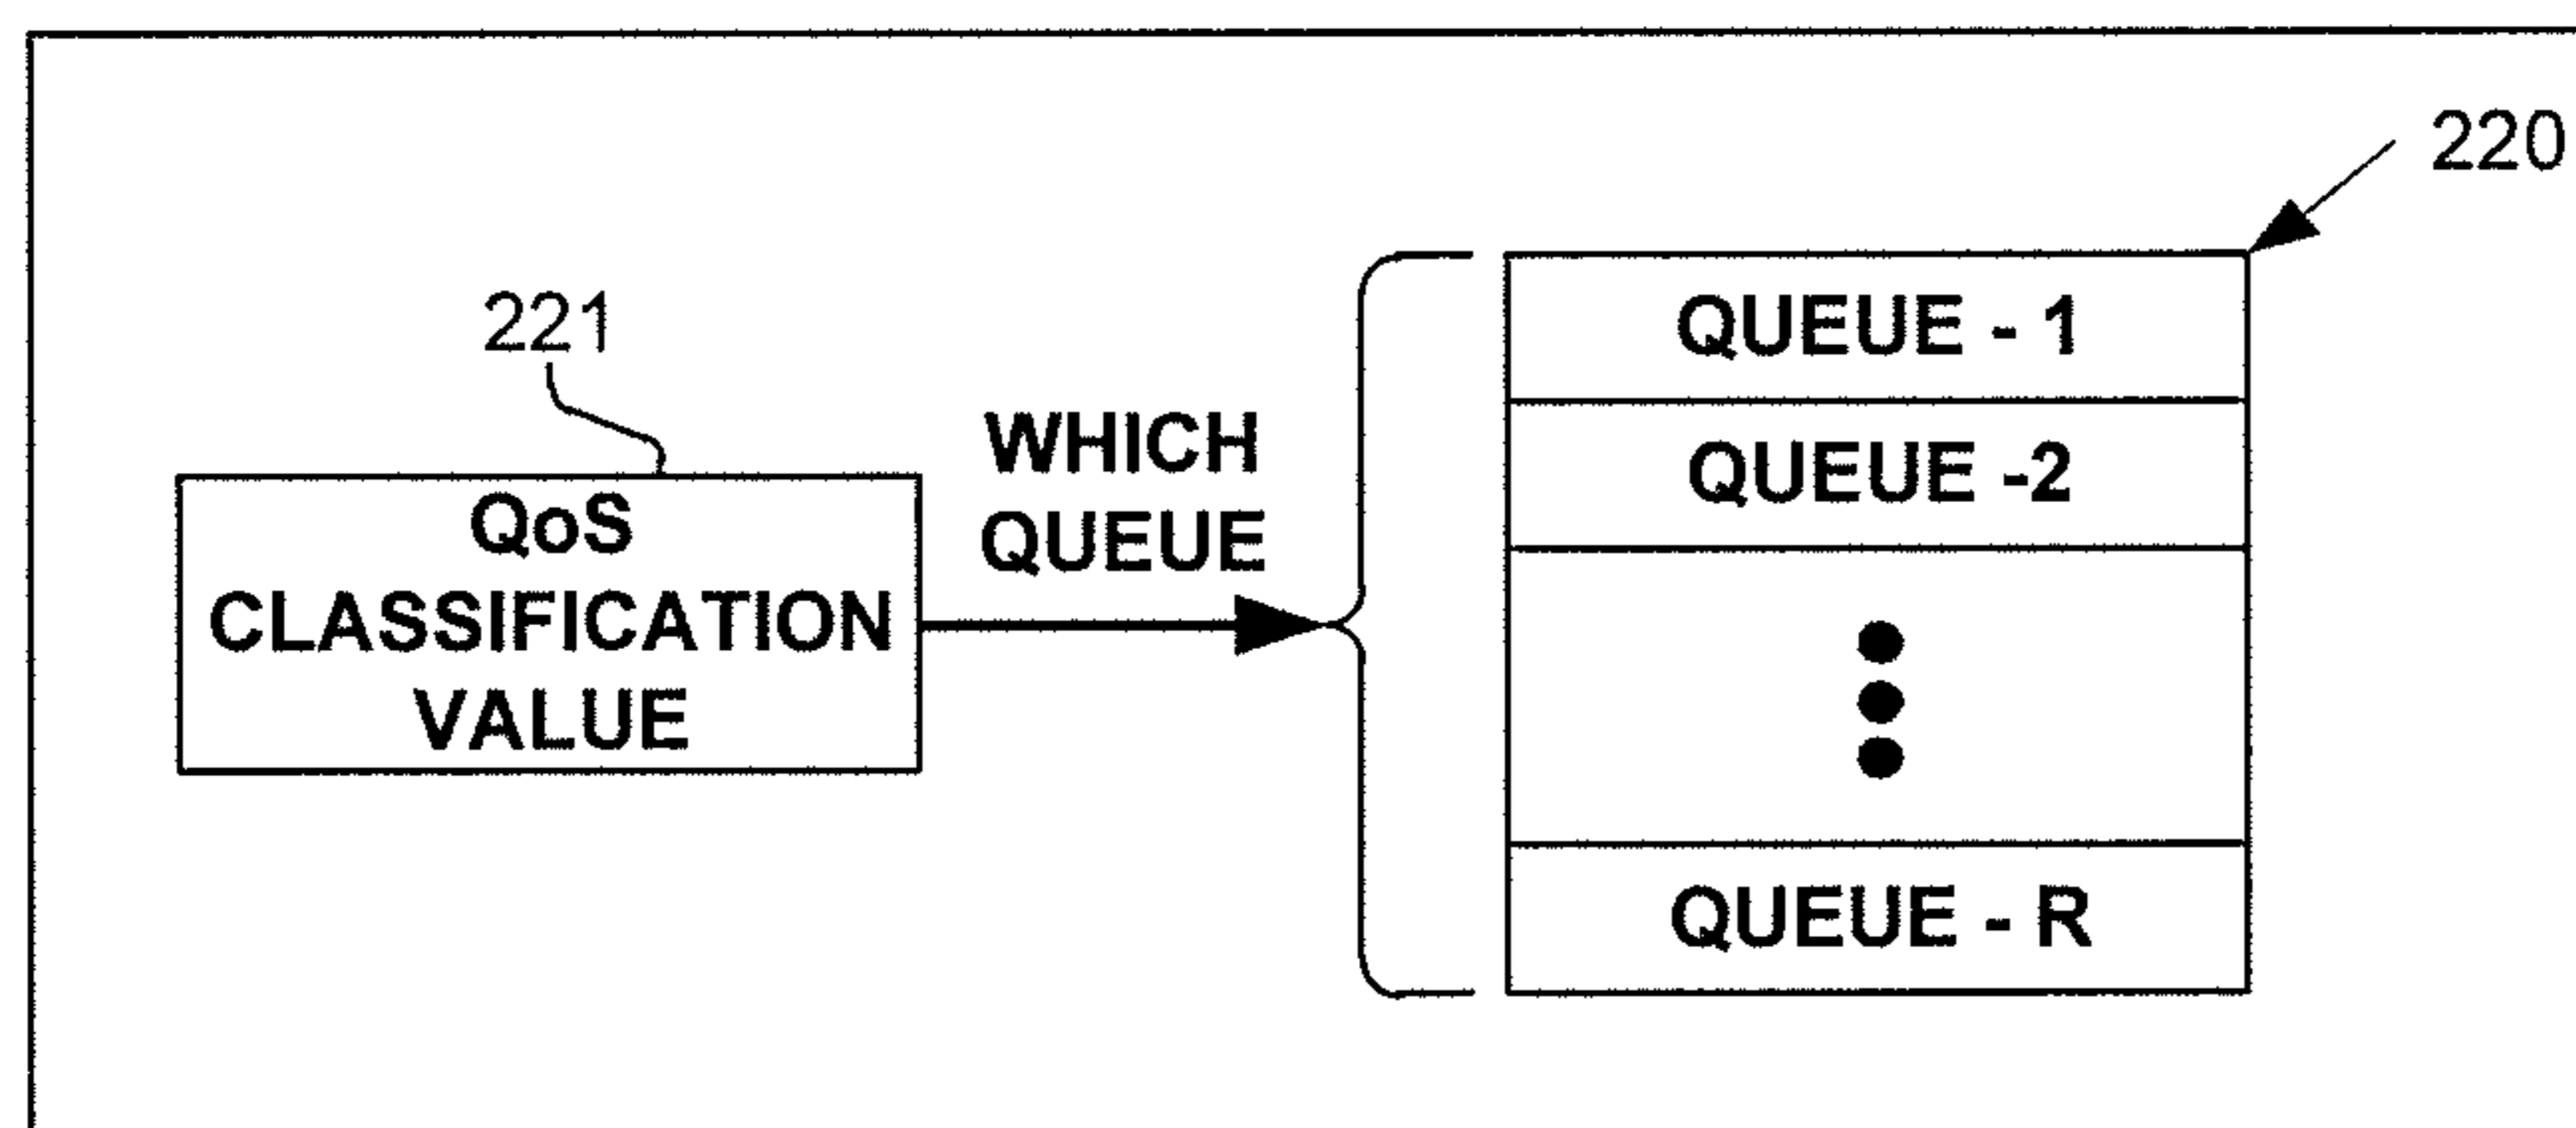 220
221
QoS
CLASSIFICATION
VALUE
WHICH
QUEUE
QUEUE - 1
QUEUE -2
QUEUE - R